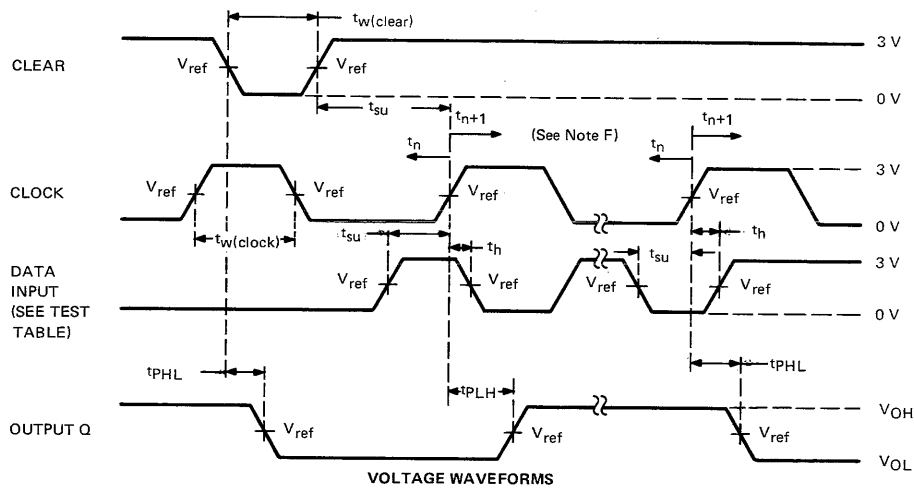 tw(clear)
CLEAR
Vref
Vref
3 V
0 V
tsu
tn+1
(See Note F)
tn+1
tn
tn
CLOCK
Vref
Vref
Vref
Vref
3 V
0 V
tw(clock)
tsu
th
tsu
th
DATA
INPUT
(SEE TEST
TABLE)
Vref
Vref
Vref
Vref
3 V
0 V
tPHL
tPLH
tPHL
OUTPUT Q
Vref
Vref
Vref
VOH
VOL
VOLTAGE WAVEFORMS